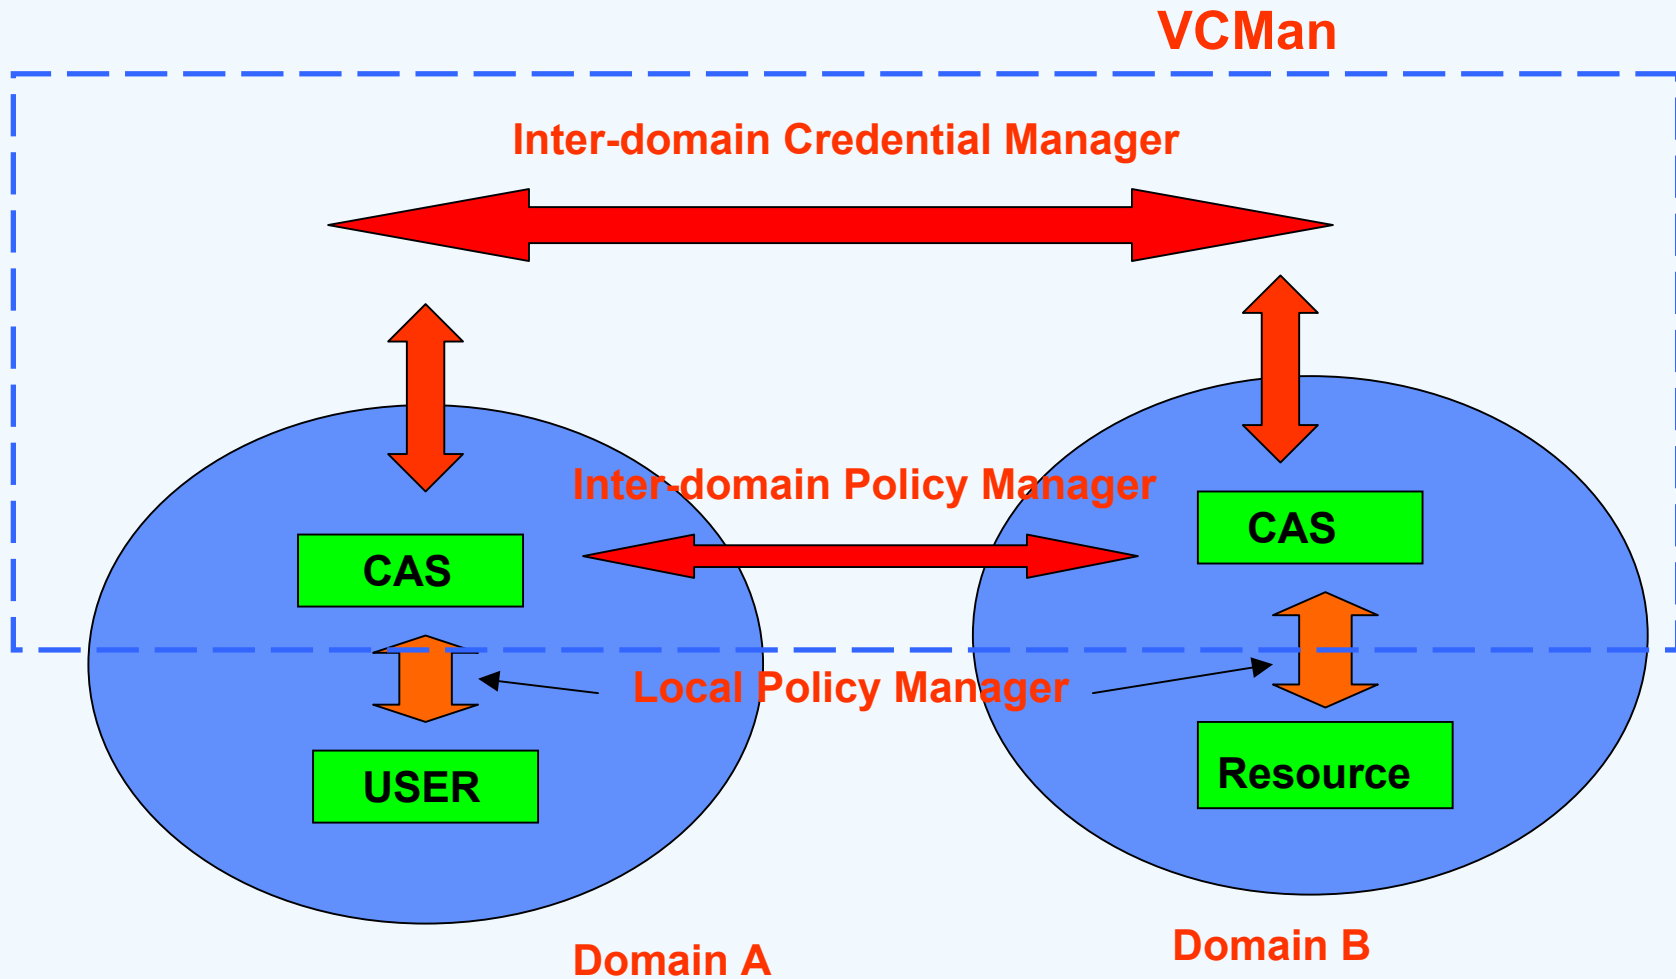 VCMan
Inter-domain Credential Manager
Inter-domain Policy Manager
CAS
CAS
Local Policy Manager
USER
Resource
Domain A
Domain B